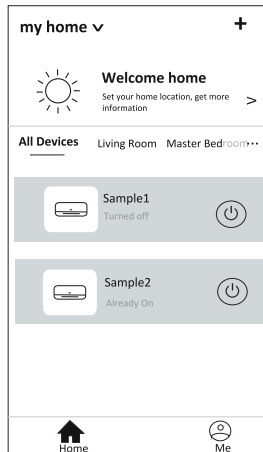 my home
Welcome home
Set your home location, get more
information
All Devices Living Room Master Bedroom
Sample1
Turned off
Sample2
Already On
Home Me